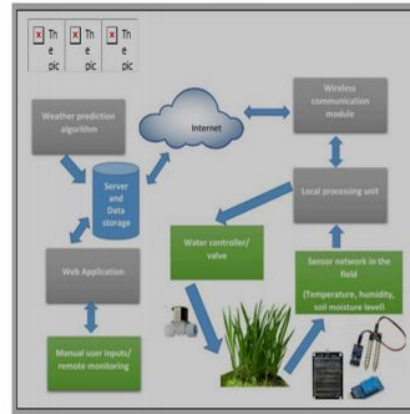 Th
e
pic
Th
e
pic
Th
e
pic
Weather prediction
algorithm
Internet
Wireless
communication
module
Server
and
Data
storage
Local processing unit
Water controller/
valve
Web Application
Sensor network in the
field
(Temperature, humidity,
soil moisture level)
Manual user inputs/
remote monitoring